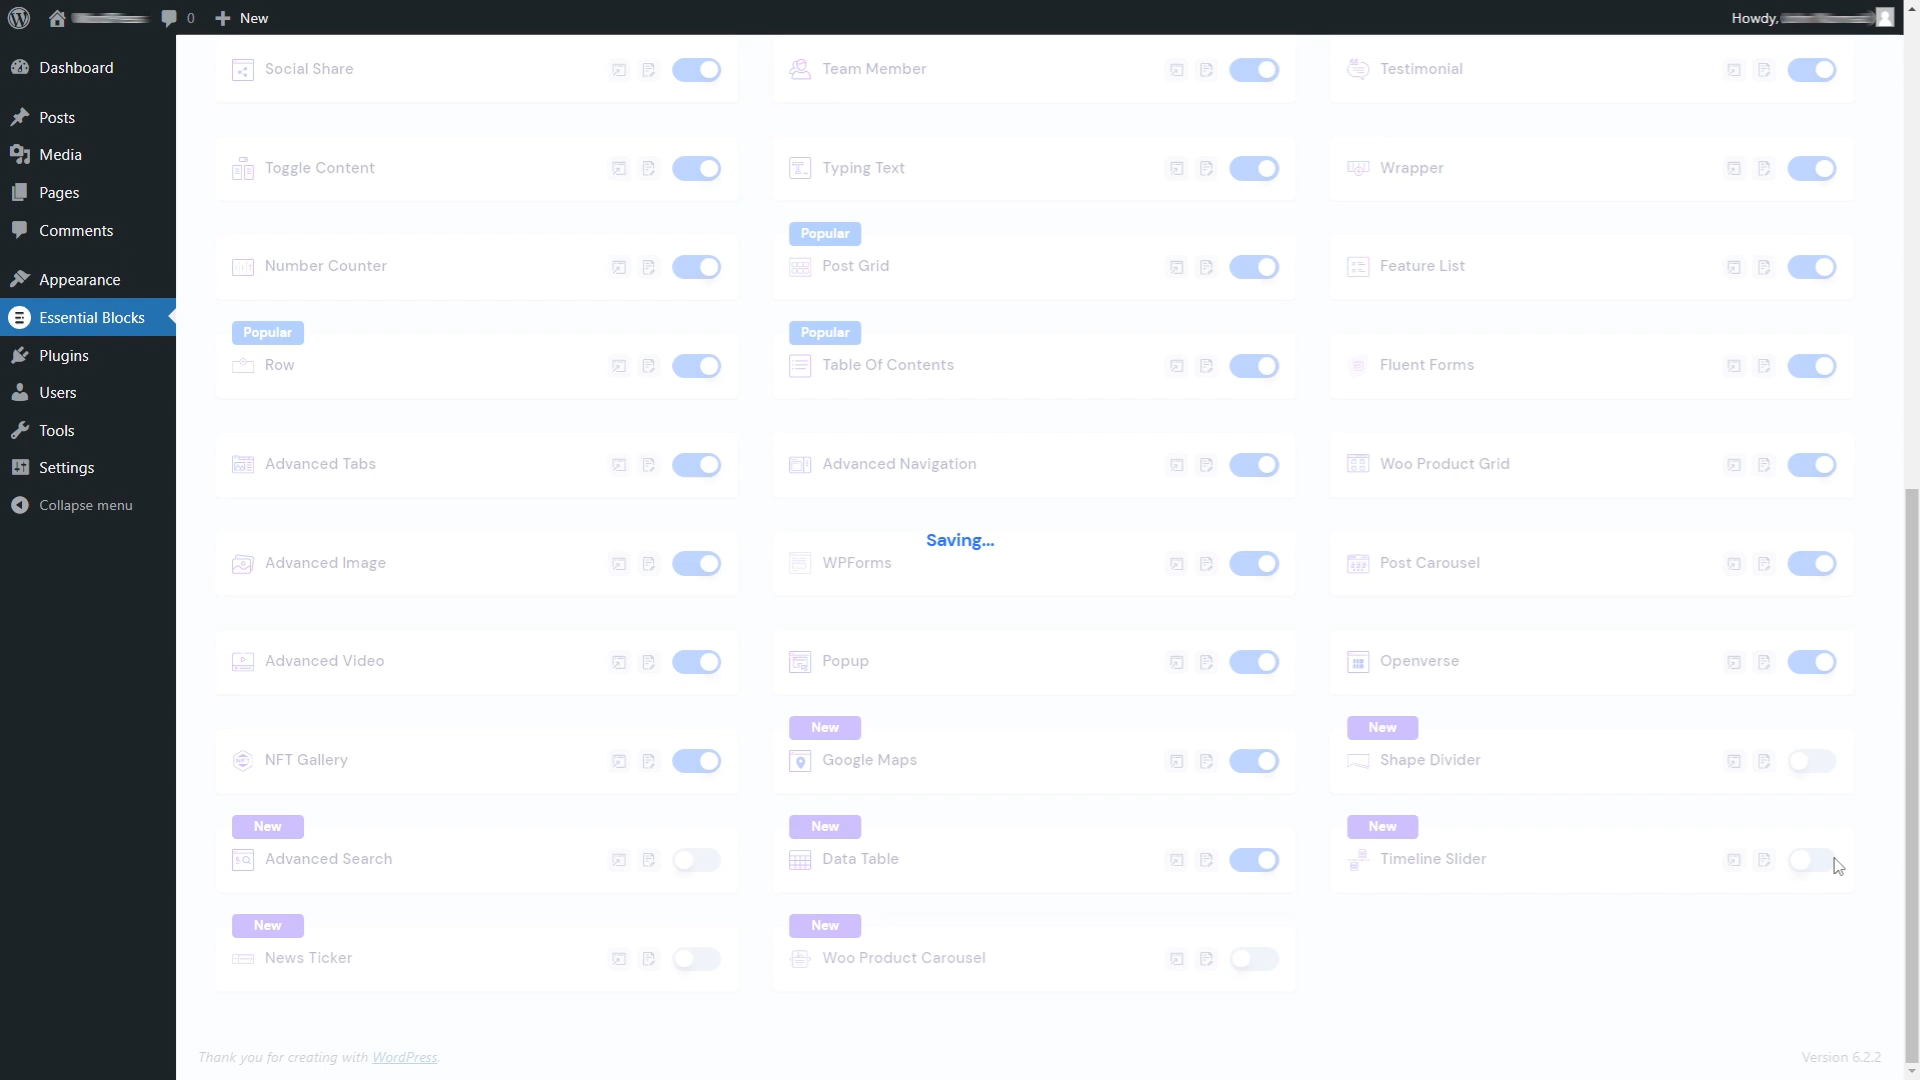 0
New
Howdy,
Dashboard
Posts
Media
Pages
Comments
Appearance
Essential Blocks
Plugins
Users
Tools
Settings
Collapse menu
Social Share
Team Member
Testimonial
Toggle Content
Typing Text
Wrapper
Popular
Number Counter
Post Grid
Feature List
Popular
Popular
Row
Table Of Contents
Fluent Forms
Advanced Tabs
Advanced Navigation
Woo Product Grid
Saving...
Advanced Image
WPForms
Post Carousel
Advanced Video
Popup
Openverse
New
New
NFT Gallery
Google Maps
Shape Divider
New
New
New
Advanced Search
Data Table
Timeline Slider
New
New
News Ticker
Woo Product Carousel
Thank you for creating with WordPress.
Version 6.2.2